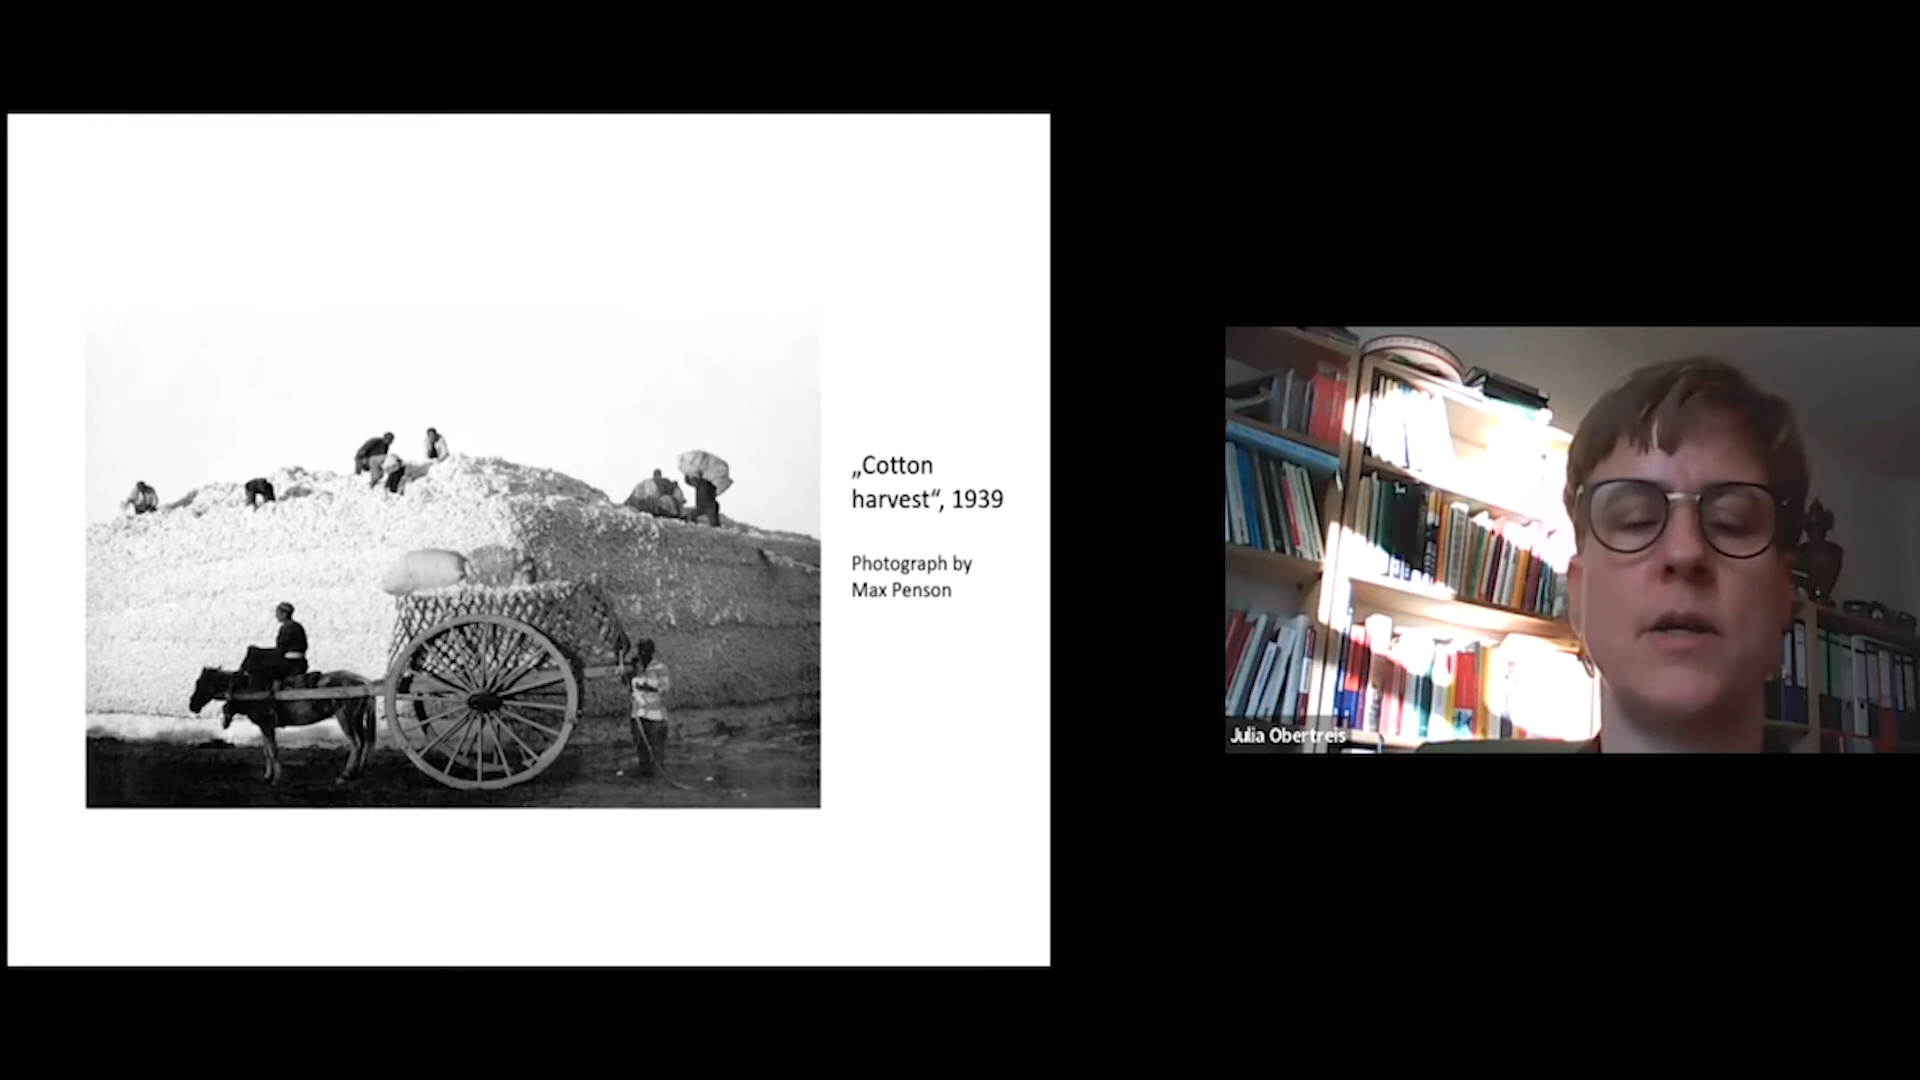 „Cotton
harvest“, 1939
Photograph by
Max Penson
Julia Obertreis